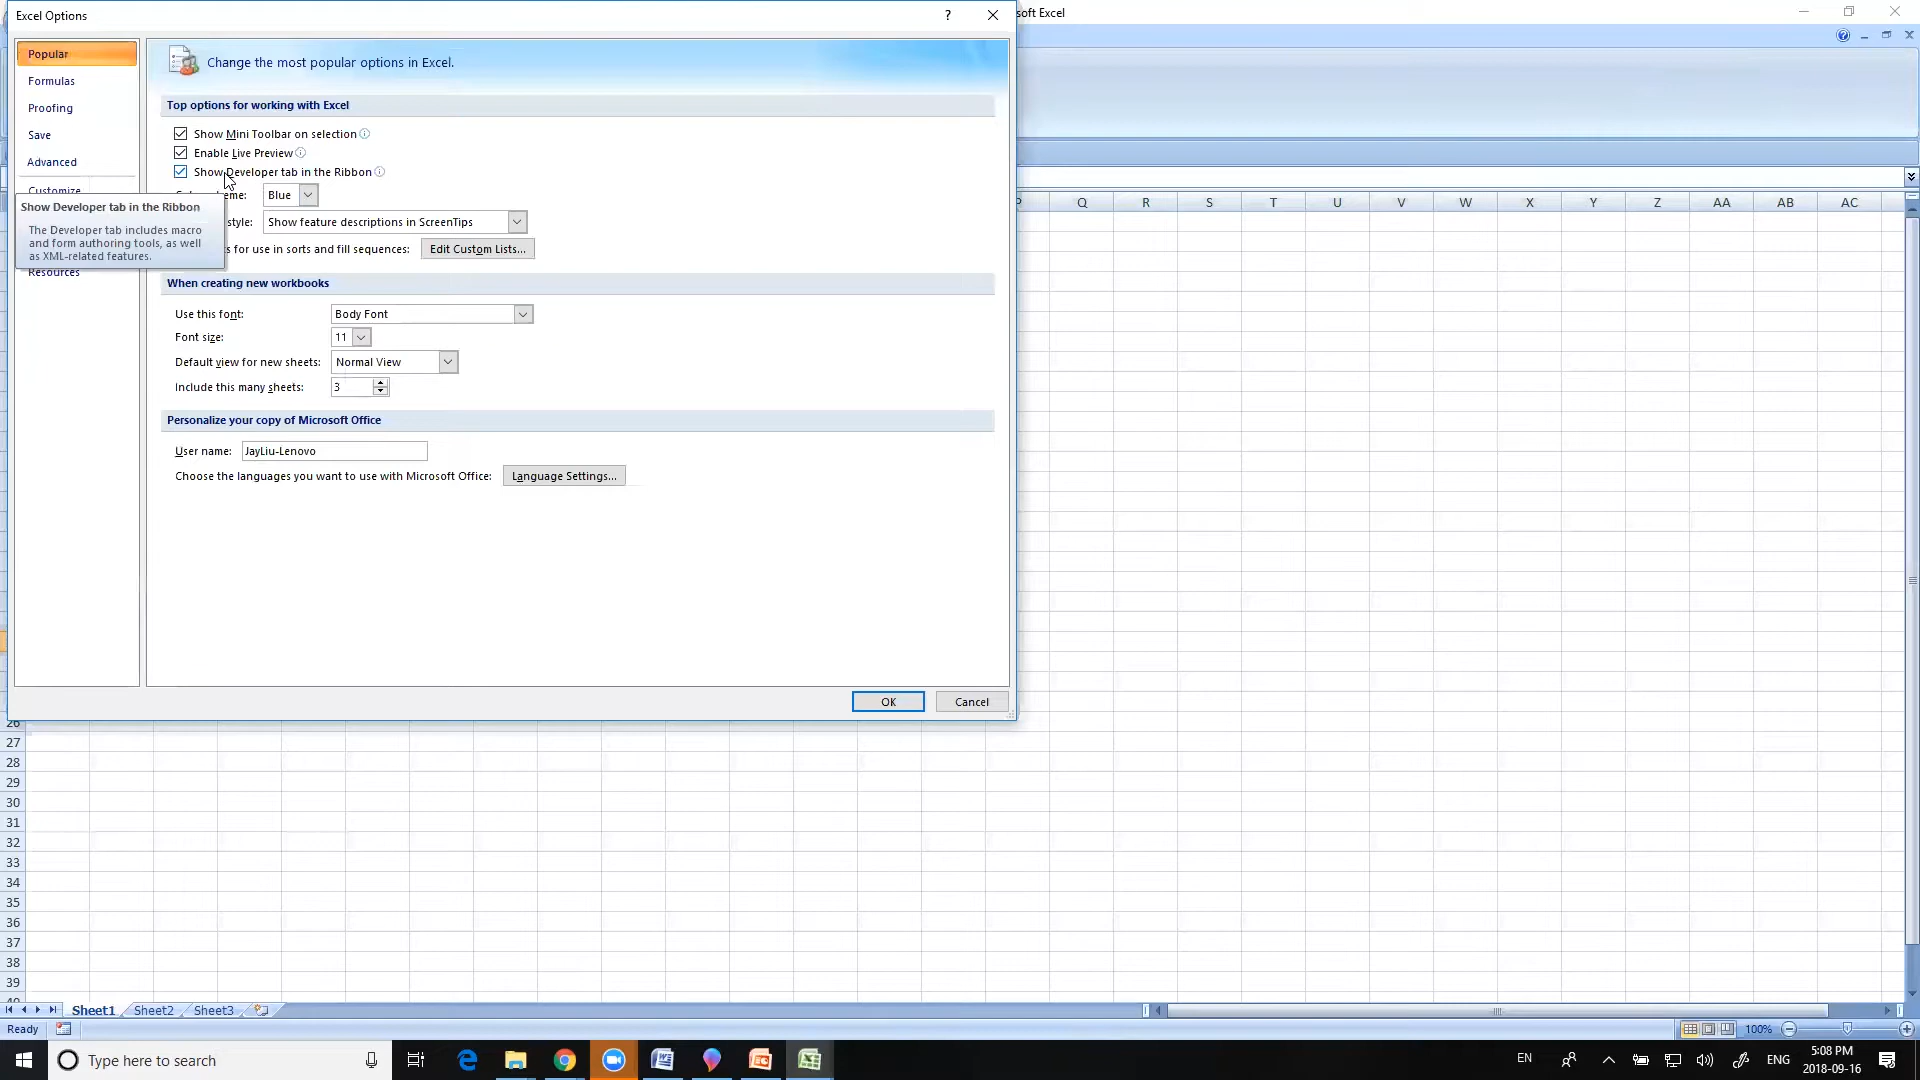 Excel Options
?
soft Excel
Popular
Formulas
Proofing
Save
Advanced
Customize
Resources
Change the most popular options in Excel.
Top options for working with Excel
Show Mini Toolbar on selection
Enable Live Preview
Show Developer tab in the Ribbon
eme: Blue
style: Show feature descriptions in ScreenTips
s for use in sorts and fill sequences: Edit Custom Lists...
Show Developer tab in the Ribbon
The Developer tab includes macro
and form authoring tools, as well
as XML-related features.
When creating new workbooks
Use this font: Body Font
Font size: 11
Default view for new sheets: Normal View
Include this many sheets: 3
Personalize your copy of Microsoft Office
User name: JayLiu-Lenovo
Choose the languages you want to use with Microsoft Office: Language Settings...
OK Cancel
Q R S T U V W X Y Z AA AB AC
26
27
28
29
30
31
32
33
34
35
36
37
38
39
Sheet1 Sheet2 Sheet3
Ready 100%
Type here to search
EN ENG
5:08 PM
2018-09-16